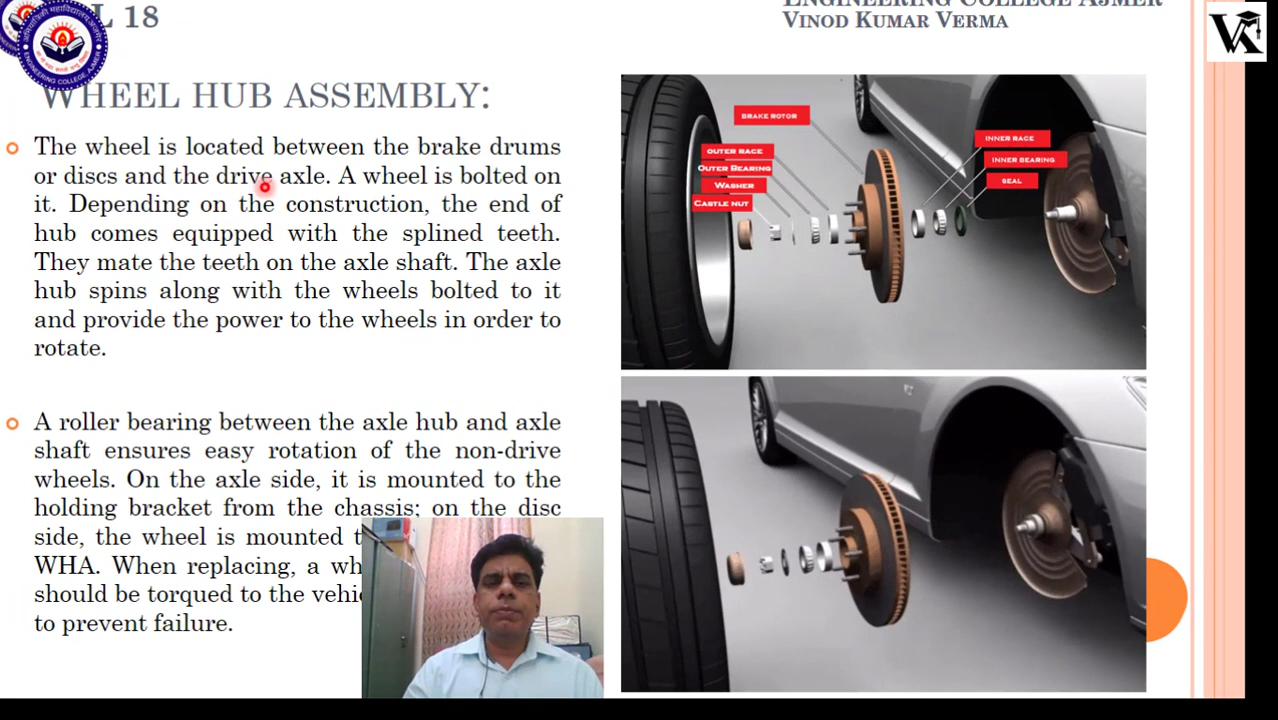 L 18
ENGINEERING COLLEGE AJMER
VINOD KUMAR VERMA
WHEEL HUB ASSEMBLY:
The wheel is located between the brake drums
or discs and the drive axle. A wheel is bolted on
it. Depending on the construction, the end of
hub comes equipped with the splined teeth.
They mate the teeth on the axle shaft. The axle
hub spins along with the wheels bolted to it
and provide the power to the wheels in order to
rotate.
A roller bearing between the axle hub and axle
shaft ensures easy rotation of the non-drive
wheels. On the axle side, it is mounted to the
holding bracket from the chassis; on the disc
side, the wheel is mounted
WHA. When replacing, a
should be torqued to the
to prevent failure.
BRAKE ROTOR
OUTER RACE
OUTER BEARING
WASHER
CASTLE NUT
INNER RACE
INNER BEARING
SEAL